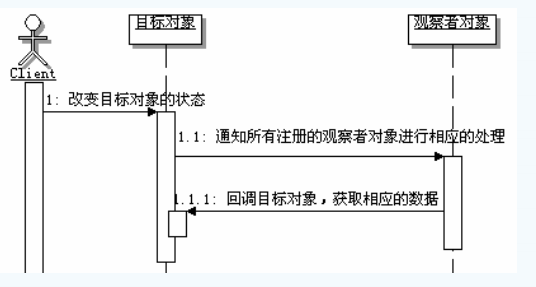 目标对象
观察者对象
Client
1: 改变目标对象的状态
1.1: 通知所有注册的观察者对象进行相应的处理
1.1.1: 回调目标对象，获取相应的数据